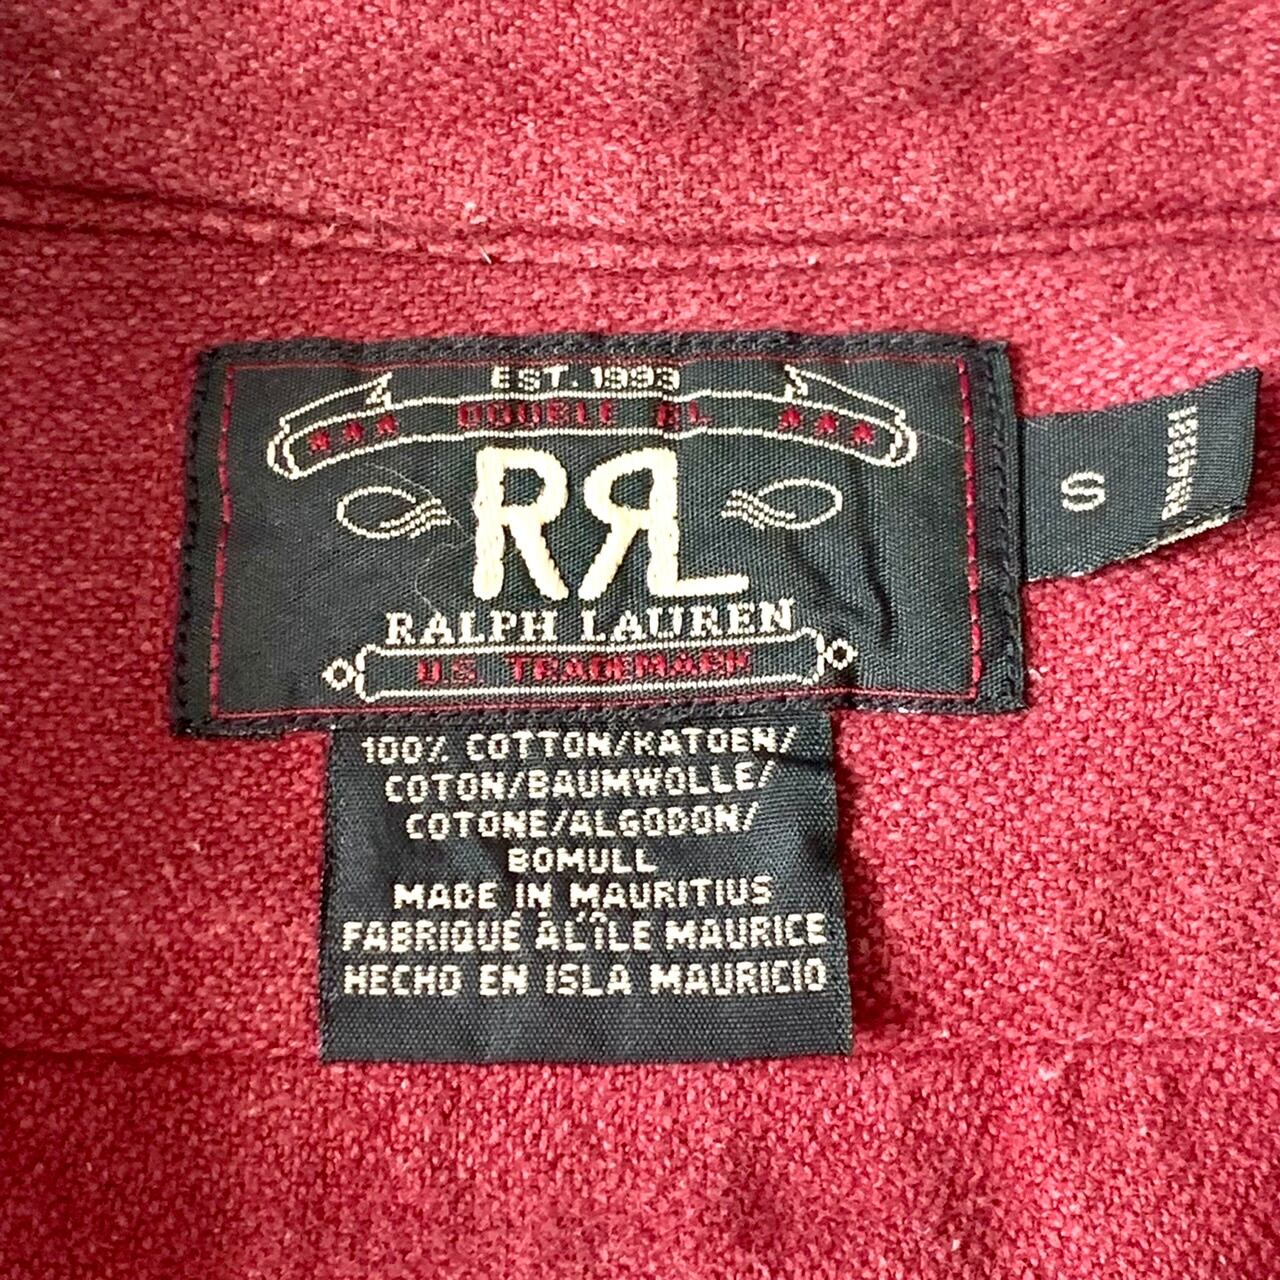 EST. 1993
DOUBLE RL
RRL
RALPH LAUREN
U.S. TRADEMARK
S
100% COTTON/KATOEN/
COTON/BAUMWOLLE/
COTONE/ALGODON/
BOMULL
MADE IN MAURITIUS
FABRIQUÉ À L'ÎLE MAURICE
HECHO EN ISLA MAURICIO